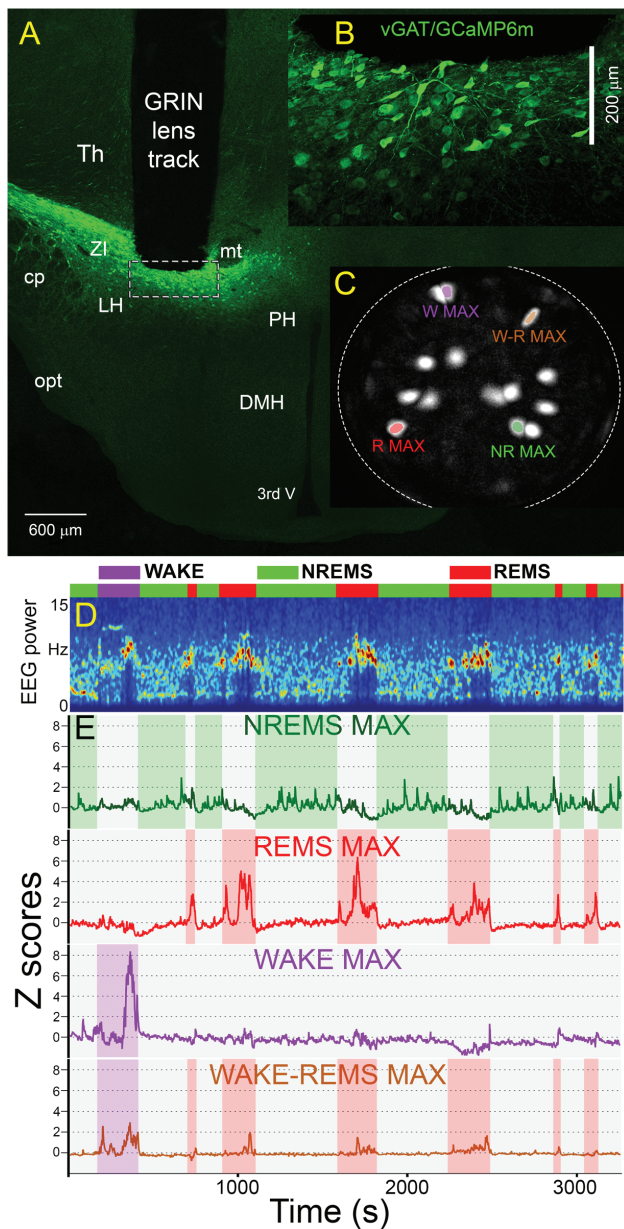 A
GRIN
lens
track
Th
ZI
mt
cp
LH
PH
opt
DMH
3rd V
600 μm
B
vGAT/GCaMP6m
200 μm
C
W MAX
W-R MAX
R MAX
NR MAX
WAKE
NREMS
REMS
D
EEG power
15
Hz
0
E
NREMS MAX
8
6
4
2
0
REMS MAX
8
6
4
2
0
Z scores
WAKE MAX
8
6
4
2
0
WAKE-REMS MAX
8
6
4
2
0
1000
2000
3000
Time (s)